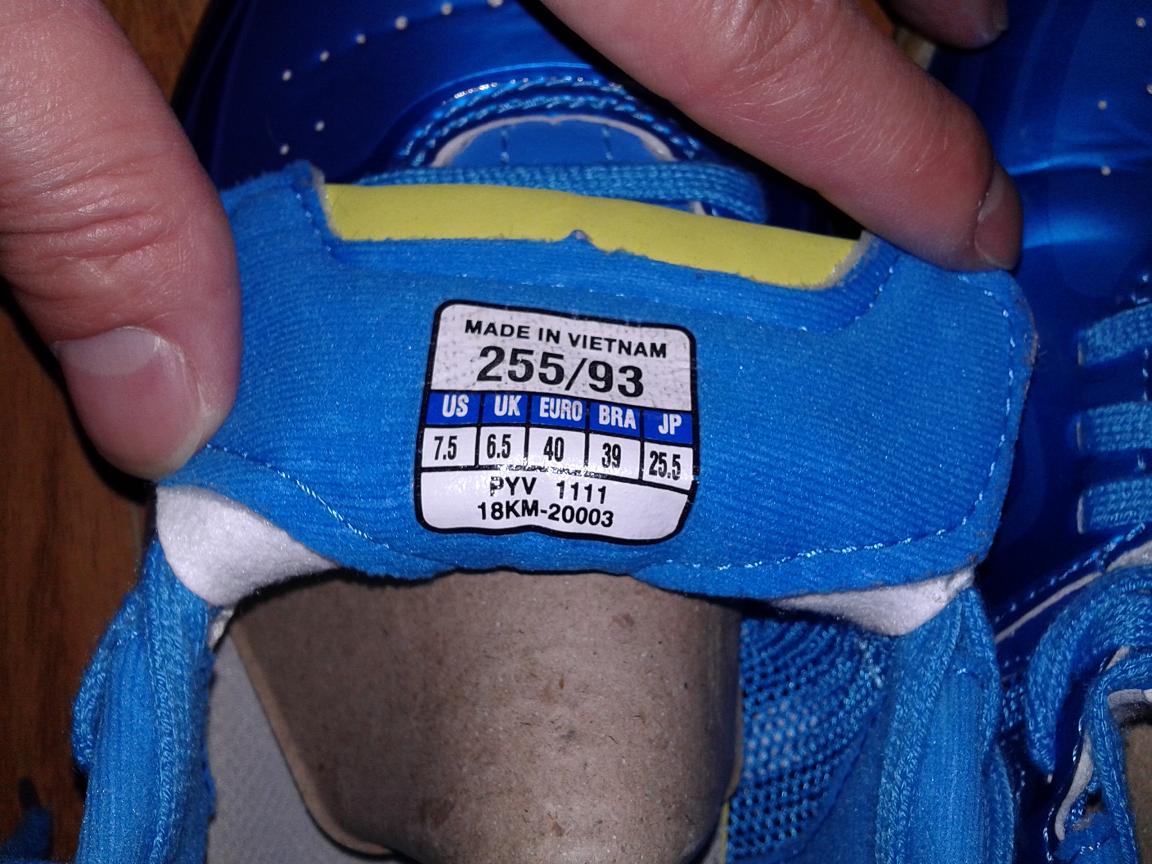 MADE IN VIETNAM
255/93
US UK EURO BRA JP
7.5 6.5 40 39 25.5
PYV 1111
18KM-20003